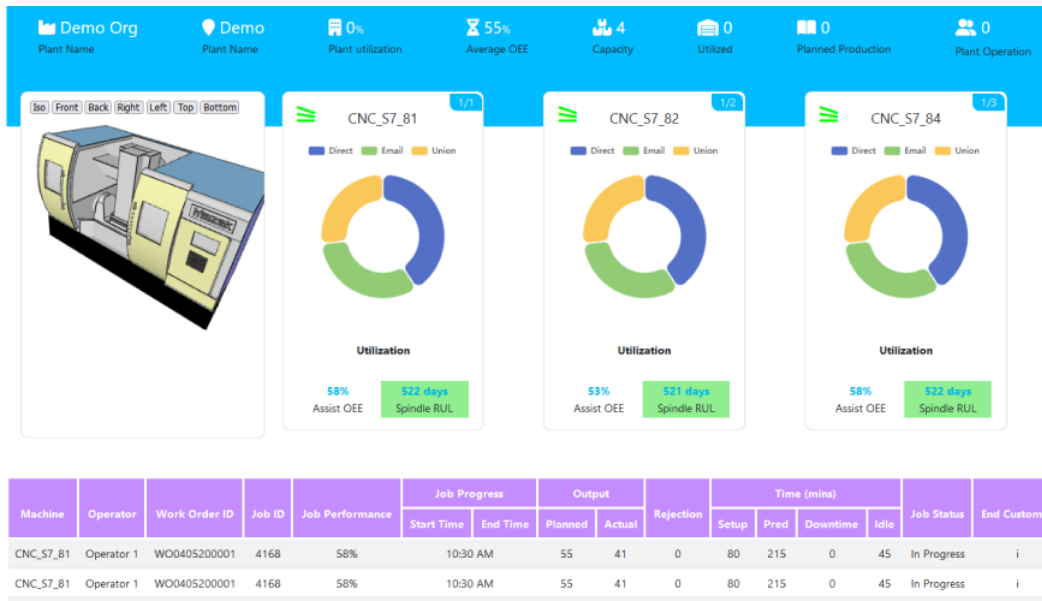 Demo Org
Plant Name
Demo
Plant Name
0%
Plant utilization
55%
Average OEE
4
Capacity
0
Utilized
0
Planned Production
0
Plant Operation
Iso Front Back Right Left Top Bottom
1/1
CNC_S7_81
Direct Email Union
Utilization
58%
Assist OEE
522 days
Spindle RUL
1/2
CNC_S7_82
Direct Email Union
Utilization
53%
Assist OEE
521 days
Spindle RUL
1/3
CNC_S7_84
Direct Email Union
Utilization
58%
Assist OEE
522 days
Spindle RUL
Job Progress Output Time (mins)
Machine Operator Work Order ID Job ID Job Performance Rejection Job Status End Custom
Start Time End Time Planned Actual Setup Pred Downtime Idle
CNC_S7_81 Operator 1 WO0405200001 4168 58% 10:30 AM 55 41 0 80 215 0 45 In Progress i
CNC_S7_81 Operator 1 WO0405200001 4168 58% 10:30 AM 55 41 0 80 215 0 45 In Progress i